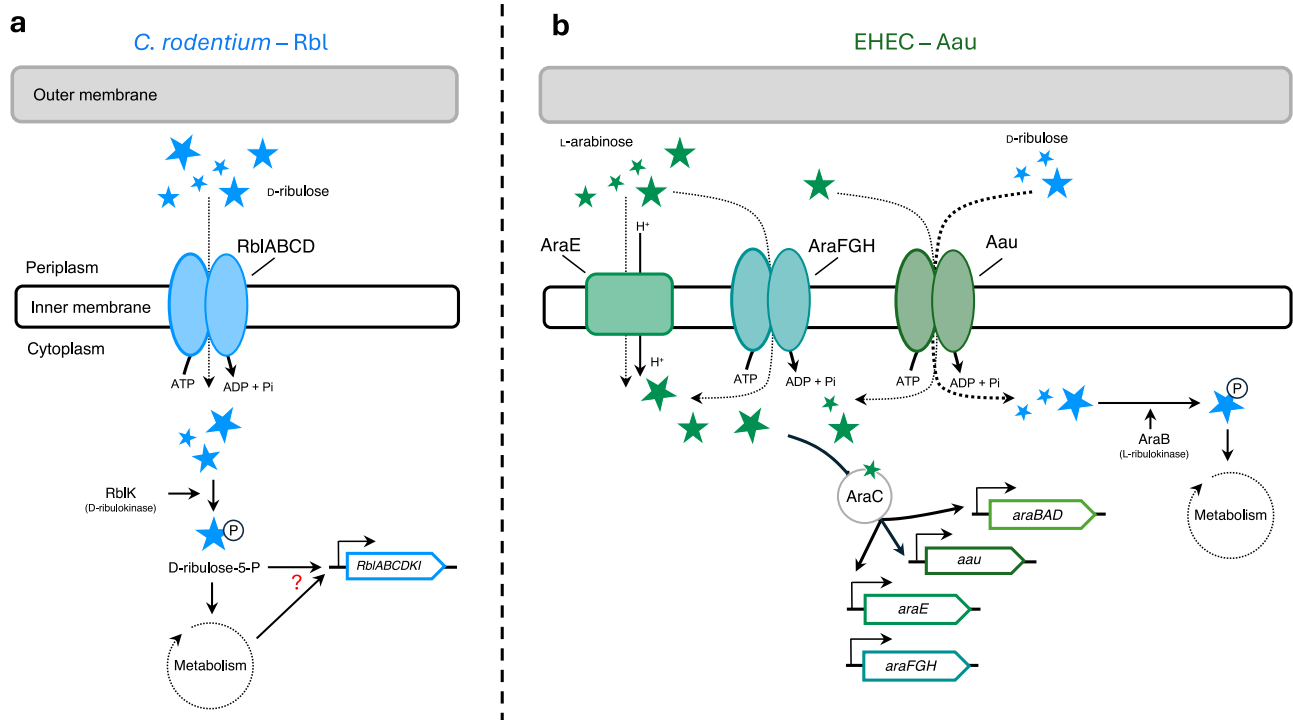 a
C. rodentium – Rbl
Outer membrane
D-ribulose
RblABCD
Periplasm
Inner membrane
Cytoplasm
ATP
ADP + Pi
RblK
(D-ribulokinase)
P
D-ribulose-5-P
?
RblABCDKI
Metabolism
b
EHEC – Aau
L-arabinose
D-ribulose
H+
AraE
AraFGH
Aau
H+
ATP
ADP + Pi
ATP
ADP + Pi
P
AraB
(L-ribulokinase)
Metabolism
AraC
araBAD
aau
araE
araFGH